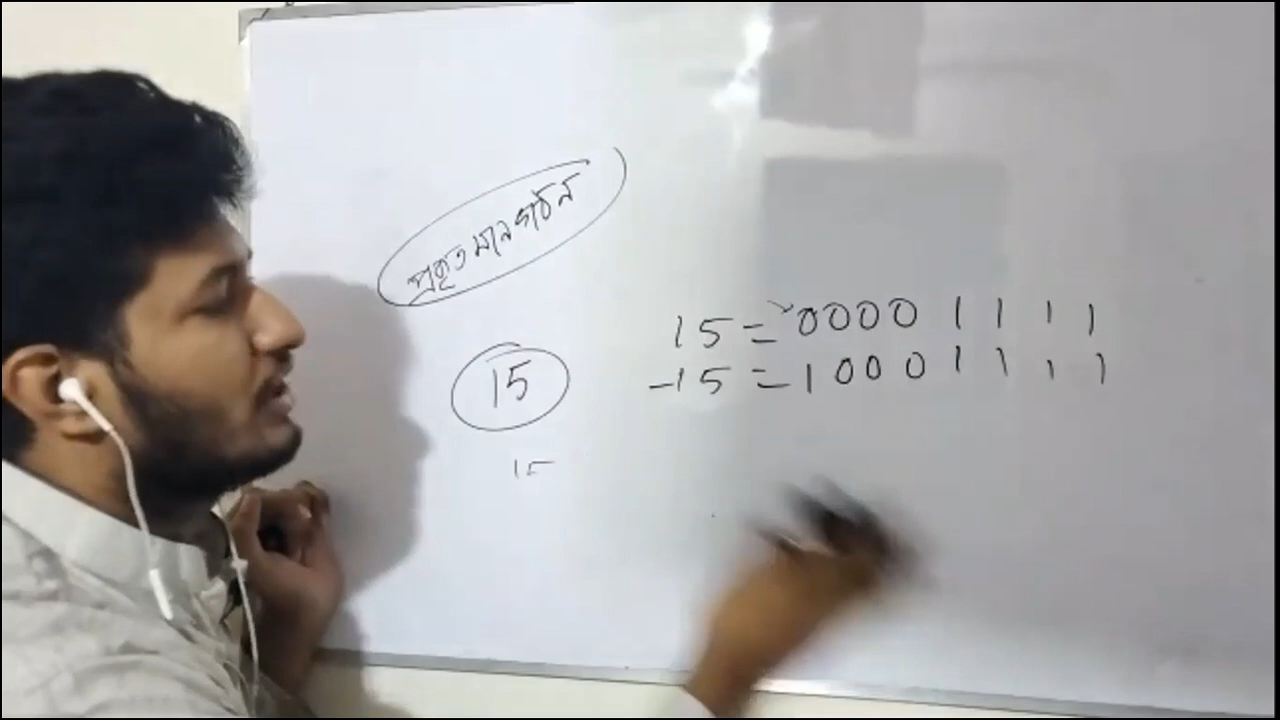 প্রকৃত মান গঠন
15 = 0000 1111
-15 = 1000 1111
15
15